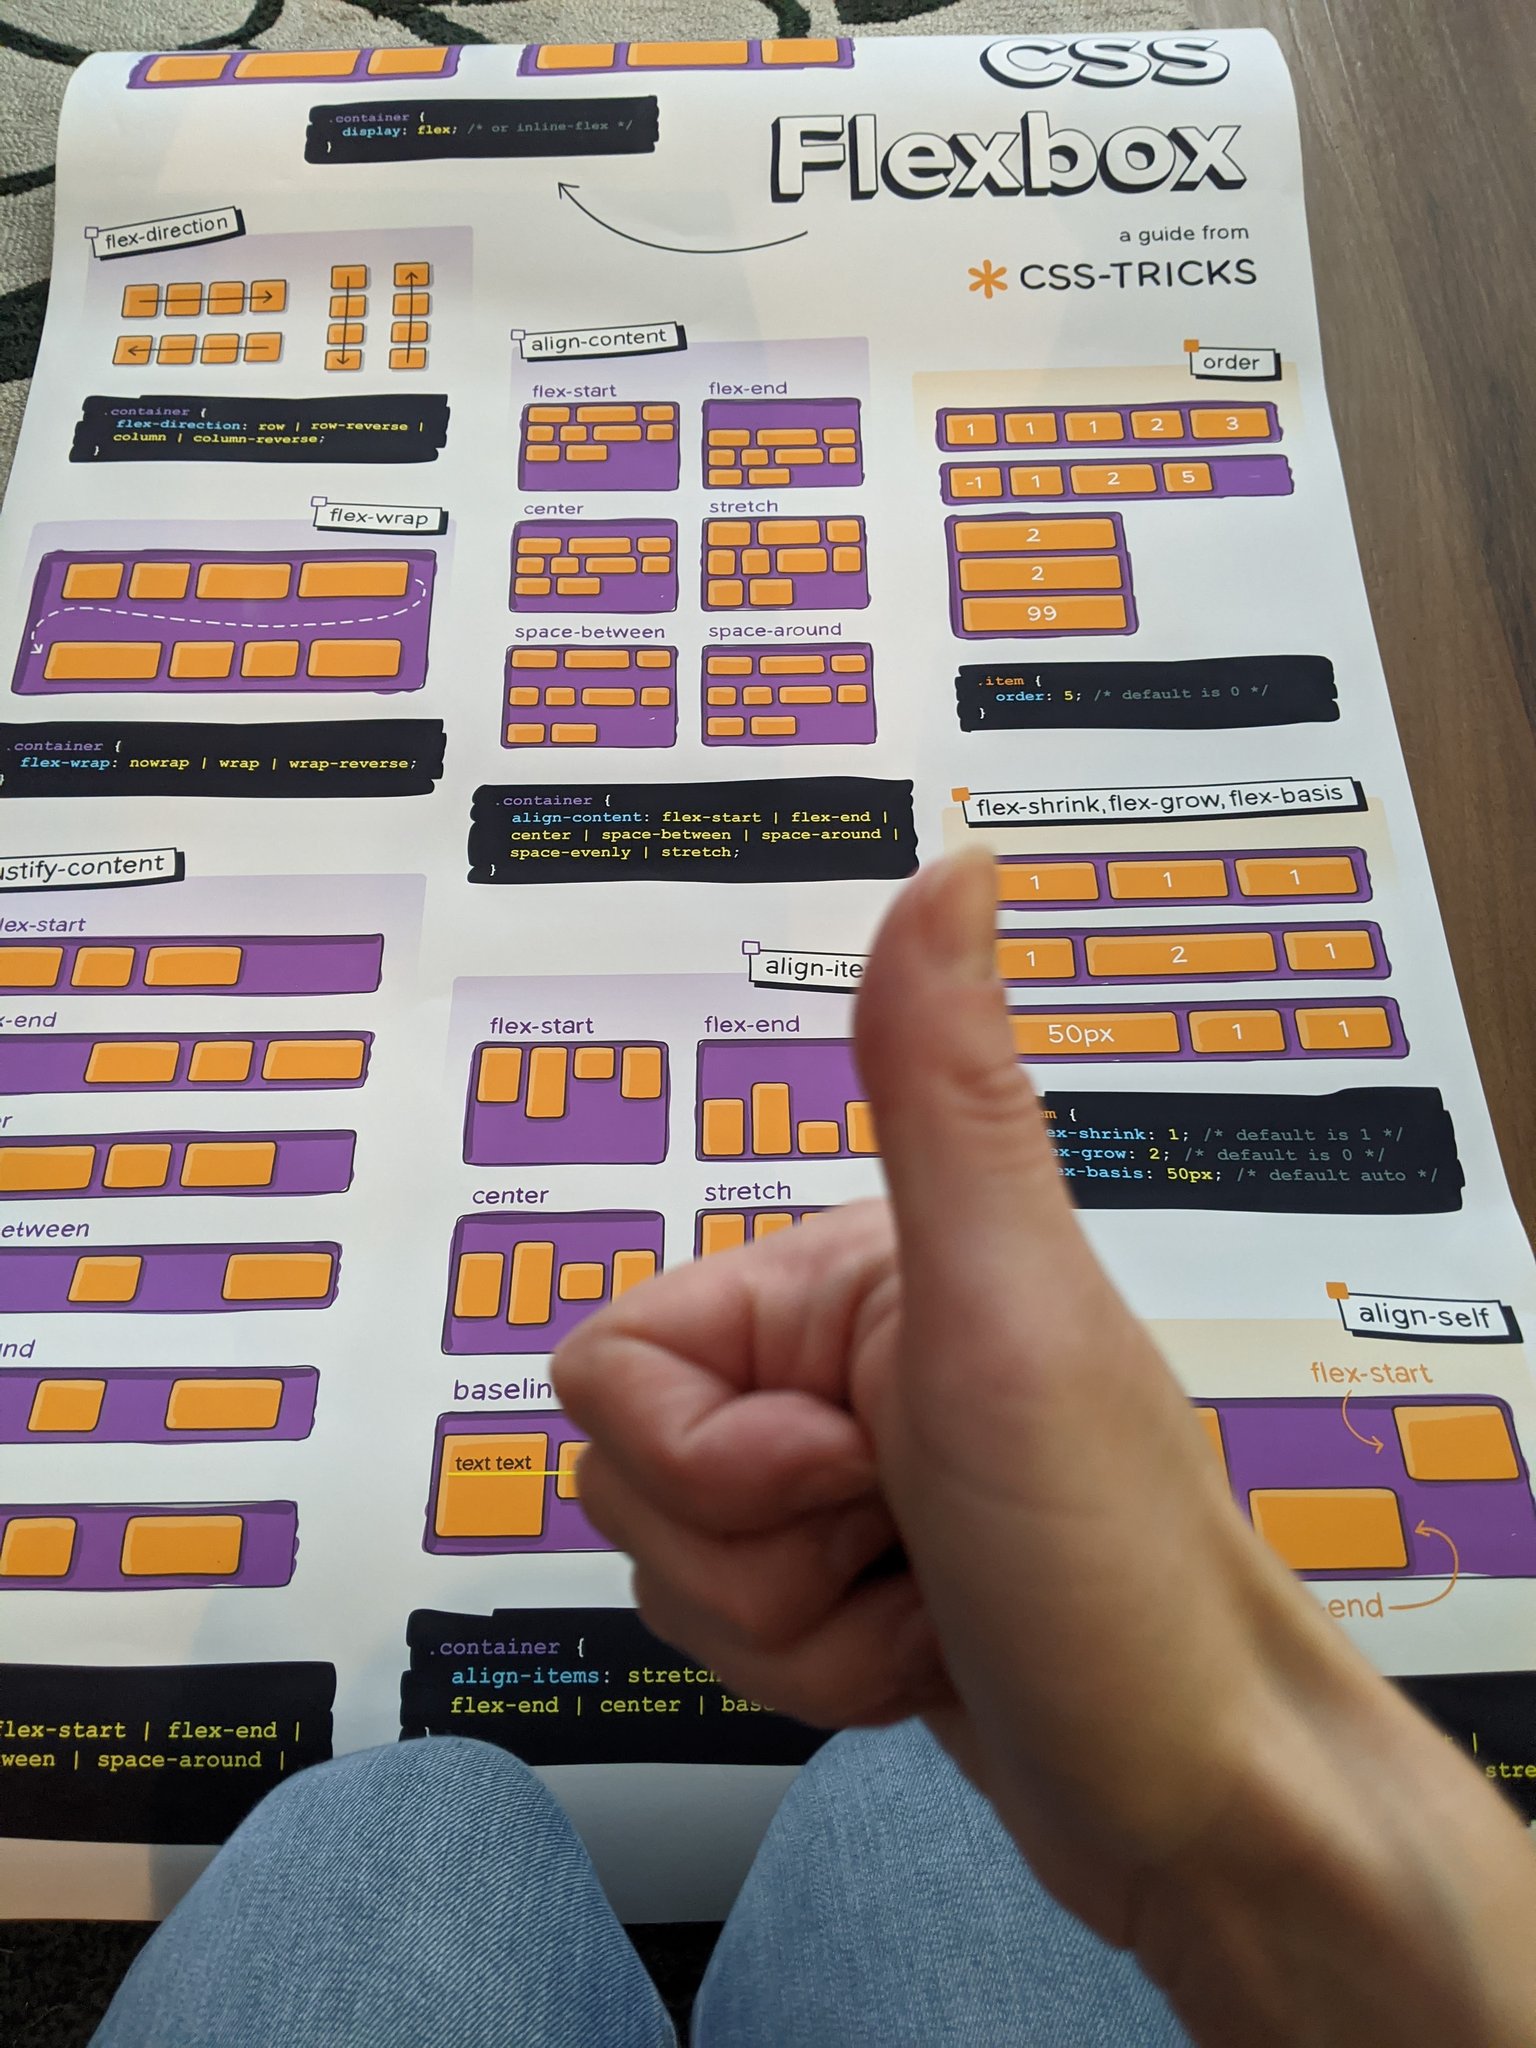 CSS
Flexbox
a guide from
CSS-TRICKS
.container {
display: flex; /* or inline-flex */
}
flex-direction
.container {
flex-direction: row | row-reverse |
column | column-reverse;
}
flex-wrap
.container {
flex-wrap: nowrap | wrap | wrap-reverse;
}
ustify-content
lex-start
-end
r
etween
nd
flex-start | flex-end |
ween | space-around |
align-content
flex-start
flex-end
center
stretch
space-between
space-around
.container {
align-content: flex-start | flex-end |
center | space-between | space-around |
space-evenly | stretch;
}
align-ite
flex-start
flex-end
center
stretch
baselin
text text
.container {
align-items: stretch
flex-end | center | bas
}
order
1 1 1 2 3
-1 1 2 5
2
2
99
.item {
order: 5; /* default is 0 */
}
flex-shrink, flex-grow, flex-basis
1 1 1
1 2 1
50px 1 1
em {
ex-shrink: 1; /* default is 1 */
ex-grow: 2; /* default is 0 */
ex-basis: 50px; /* default auto */
align-self
flex-start
-end
|
stre